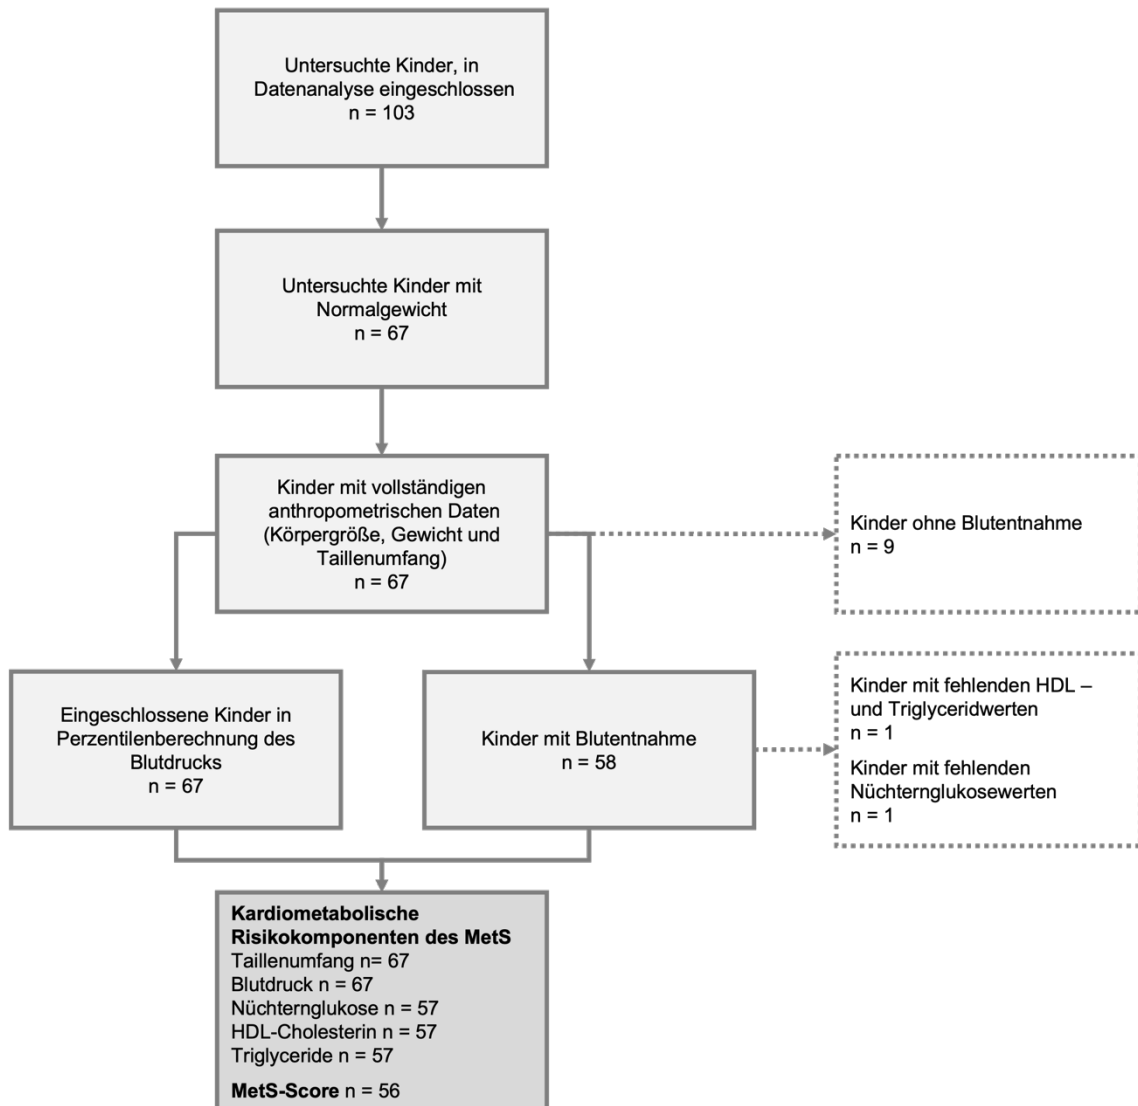 Untersuchte Kinder, in
Datenanalyse eingeschlossen
n = 103
Untersuchte Kinder mit
Normalgewicht
n = 67
Kinder mit vollständigen
anthropometrischen Daten
(Körpergröße, Gewicht und
Taillenumfang)
n = 67
Kinder ohne Blutentnahme
n = 9
Eingeschlossene Kinder in
Perzentilenberechnung des
Blutdrucks
n = 67
Kinder mit Blutentnahme
n = 58
Kinder mit fehlenden HDL –
und Triglyceridwerten
n = 1
Kinder mit fehlenden
Nüchternglukosewerten
n = 1
Kardiometabolische
Risikokomponenten des MetS
Taillenumfang n= 67
Blutdruck n = 67
Nüchternglukose n = 57
HDL-Cholesterin n = 57
Triglyceride n = 57
MetS-Score n = 56